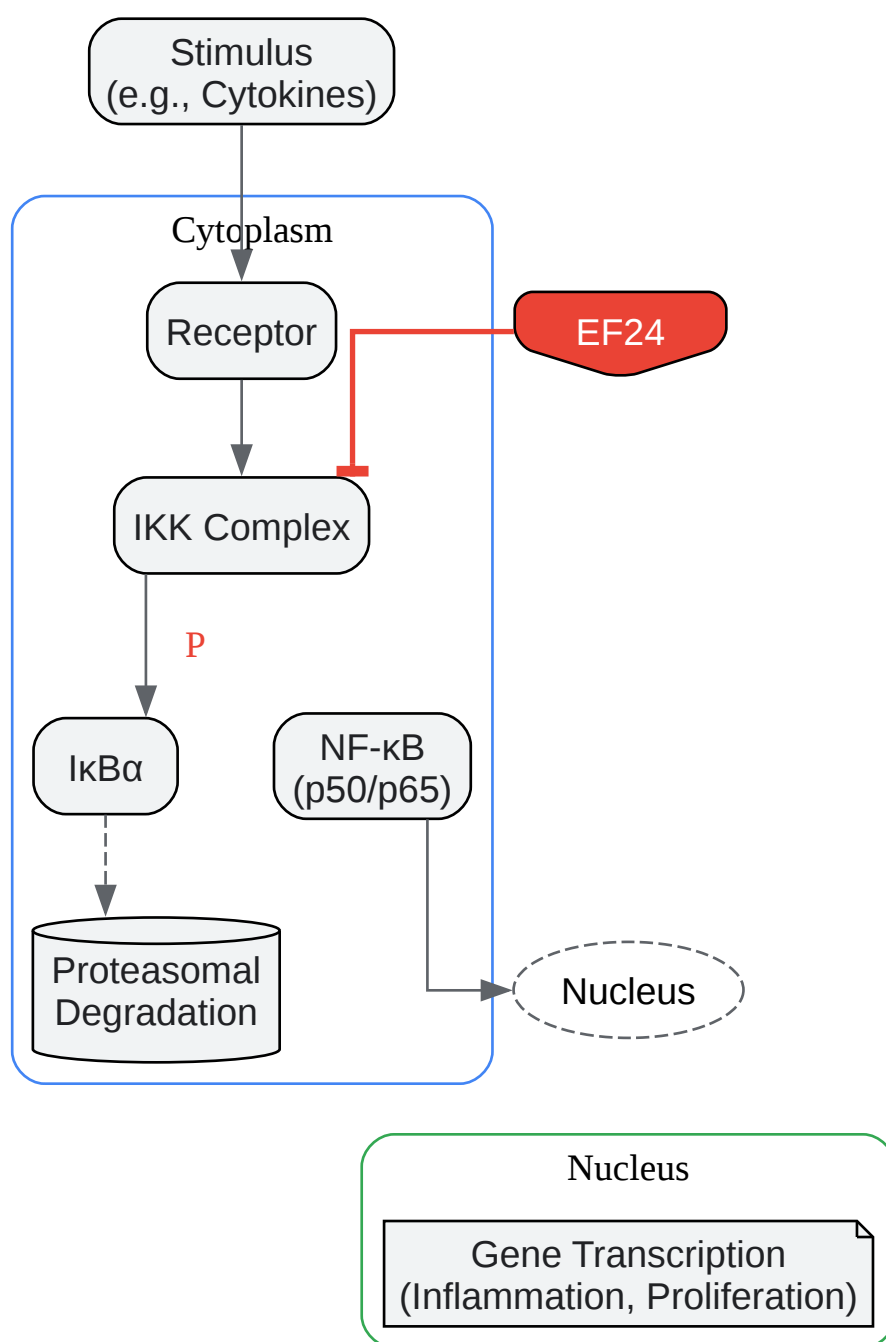 Stimulus
(e.g., Cytokines)
Cytoplasm
Receptor
EF24
IKK Complex
P
IκBα
NF-κB
(p50/p65)
Proteasomal
Degradation
Nucleus
Nucleus
Gene Transcription
(Inflammation, Proliferation)